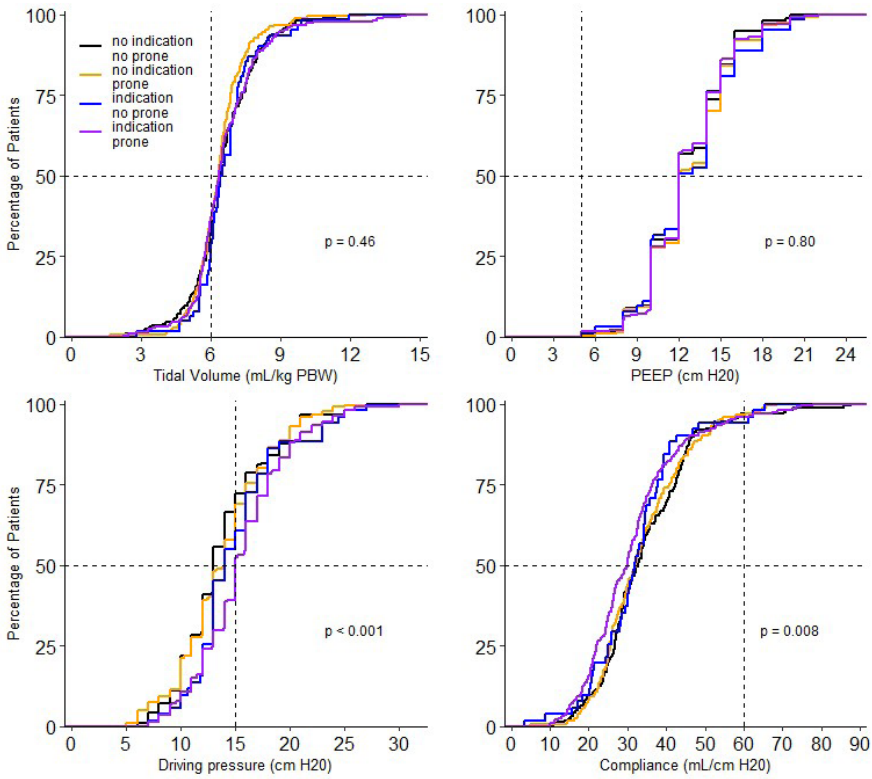 Percentage of Patients
100
75
50
25
0
no indication
no prone
no indication
prone
indication
no prone
indication
prone
p = 0.46
0 3 6 9 12 15
Tidal Volume (mL/kg PBW)
100
75
50
25
0
p = 0.80
0 3 6 9 12 15 18 21 24
PEEP (cm H20)
Percentage of Patients
100
75
50
25
0
p < 0.001
0 5 10 15 20 25 30
Driving pressure (cm H20)
100
75
50
25
0
p = 0.008
0 10 20 30 40 50 60 70 80 90
Compliance (mL/cm H20)